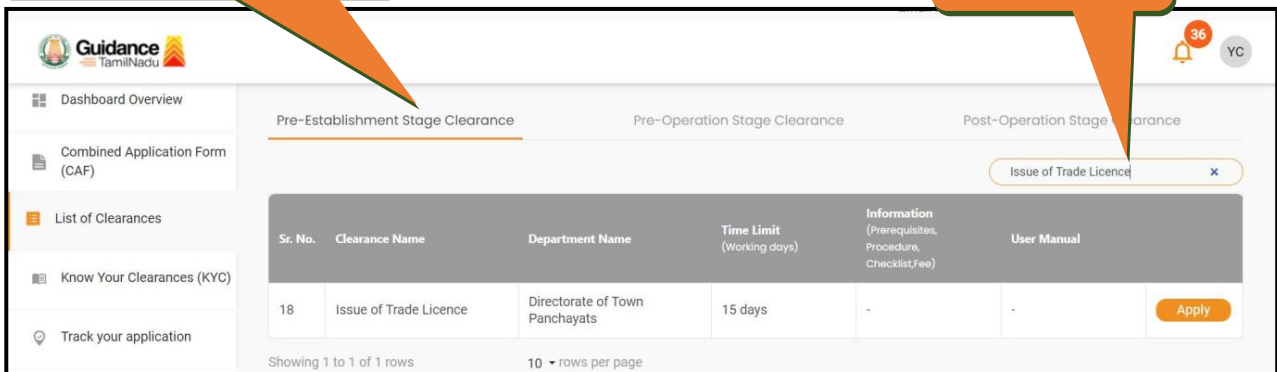 Guidance
TamilNadu
36
YC
Dashboard Overview
Combined Application Form
(CAF)
List of Clearances
Know Your Clearances (KYC)
Track your application
Pre-Establishment Stage Clearance
Pre-Operation Stage Clearance
Post-Operation Stage
Issue of Trade Licence
×
Sr. No.
Clearance Name
Department Name
Time Limit
(Working days)
Information
(Prerequisites,
Procedure,
Checklist,Fee)
User Manual
18
Issue of Trade Licence
Directorate of Town
Panchayats
15 days
-
-
Apply
Showing 1 to 1 of 1 rows
10 rows per page